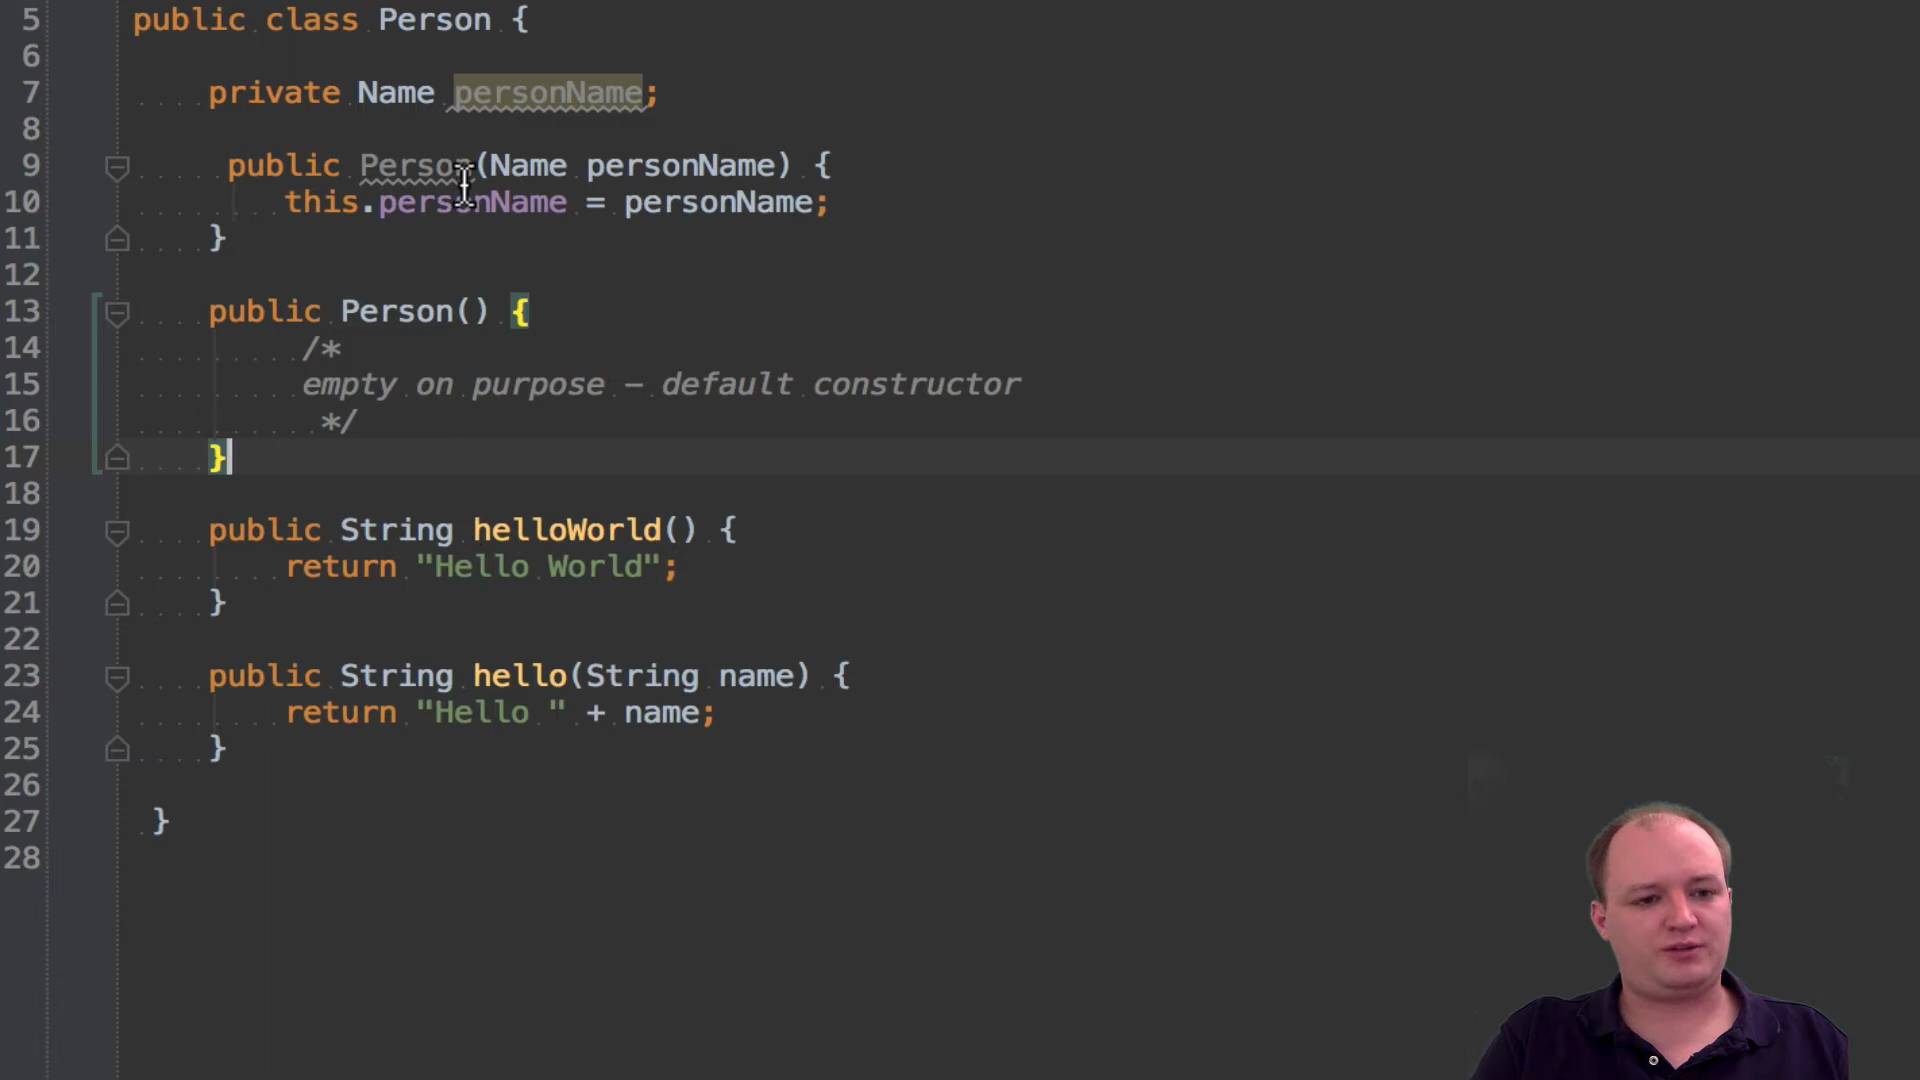 5 public class Person {
6
7 private Name personName;
8
9 public Person(Name personName) {
10 this.personName = personName;
11 }
12
13 public Person() {
14 /*
15 empty on purpose – default constructor
16 */
17 }
18
19 public String helloWorld() {
20 return "Hello World";
21 }
22
23 public String hello(String name) {
24 return "Hello " + name;
25 }
26
27 }
28